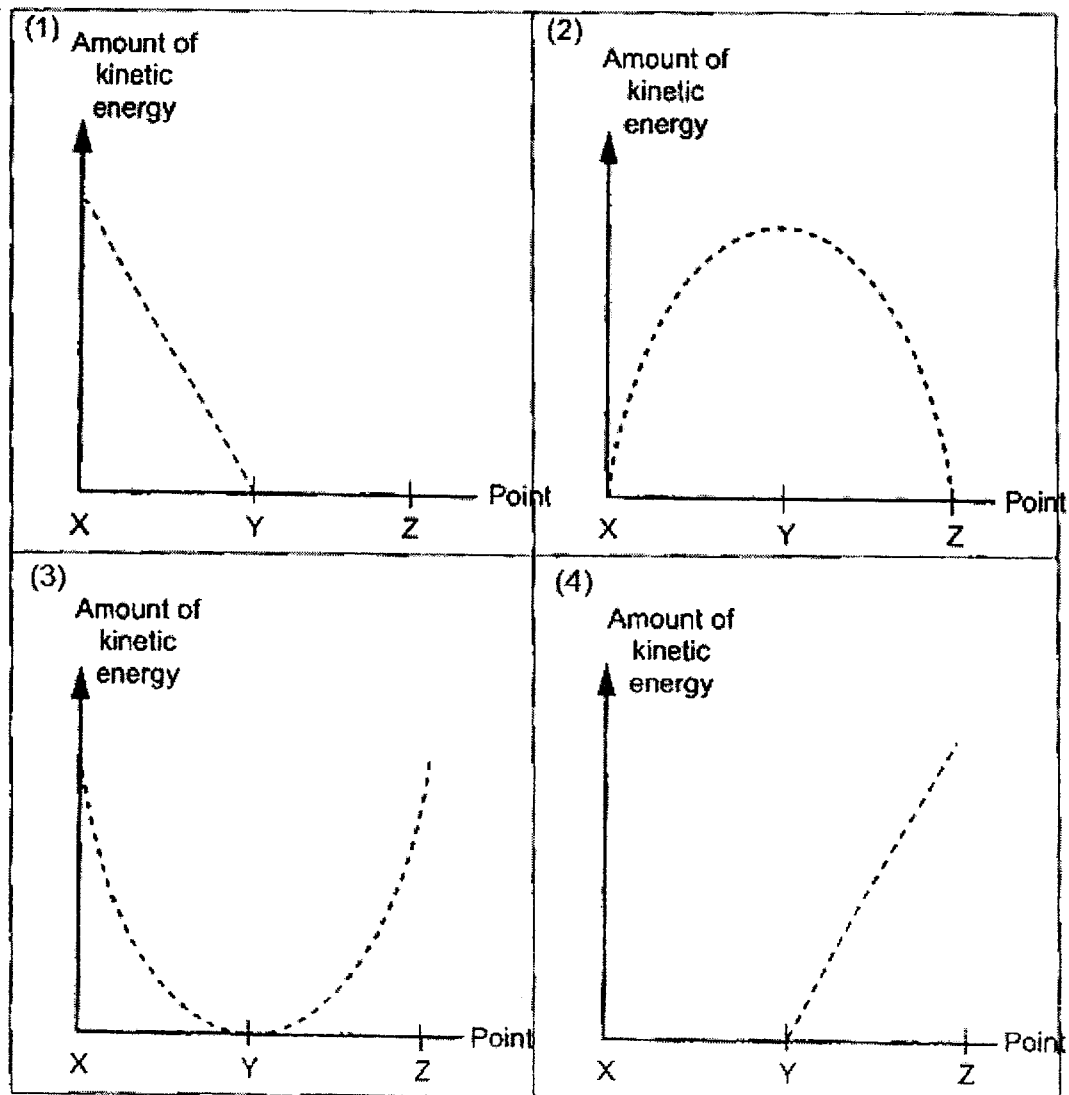 (1)
Amount of
kinetic
energy
Point
X Y Z
(2)
Amount of
kinetic
energy
Point
X Y Z
(3)
Amount of
kinetic
energy
Point
X Y Z
(4)
Amount of
kinetic
energy
Point
X Y Z